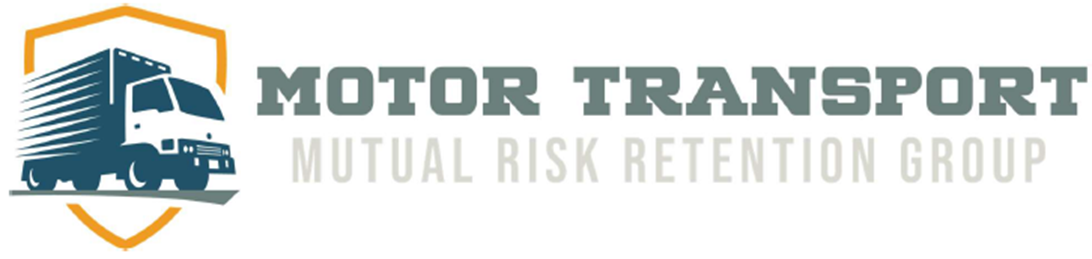 MOTOR TRANSPORT
MUTUAL RISK RETENTION GROUP